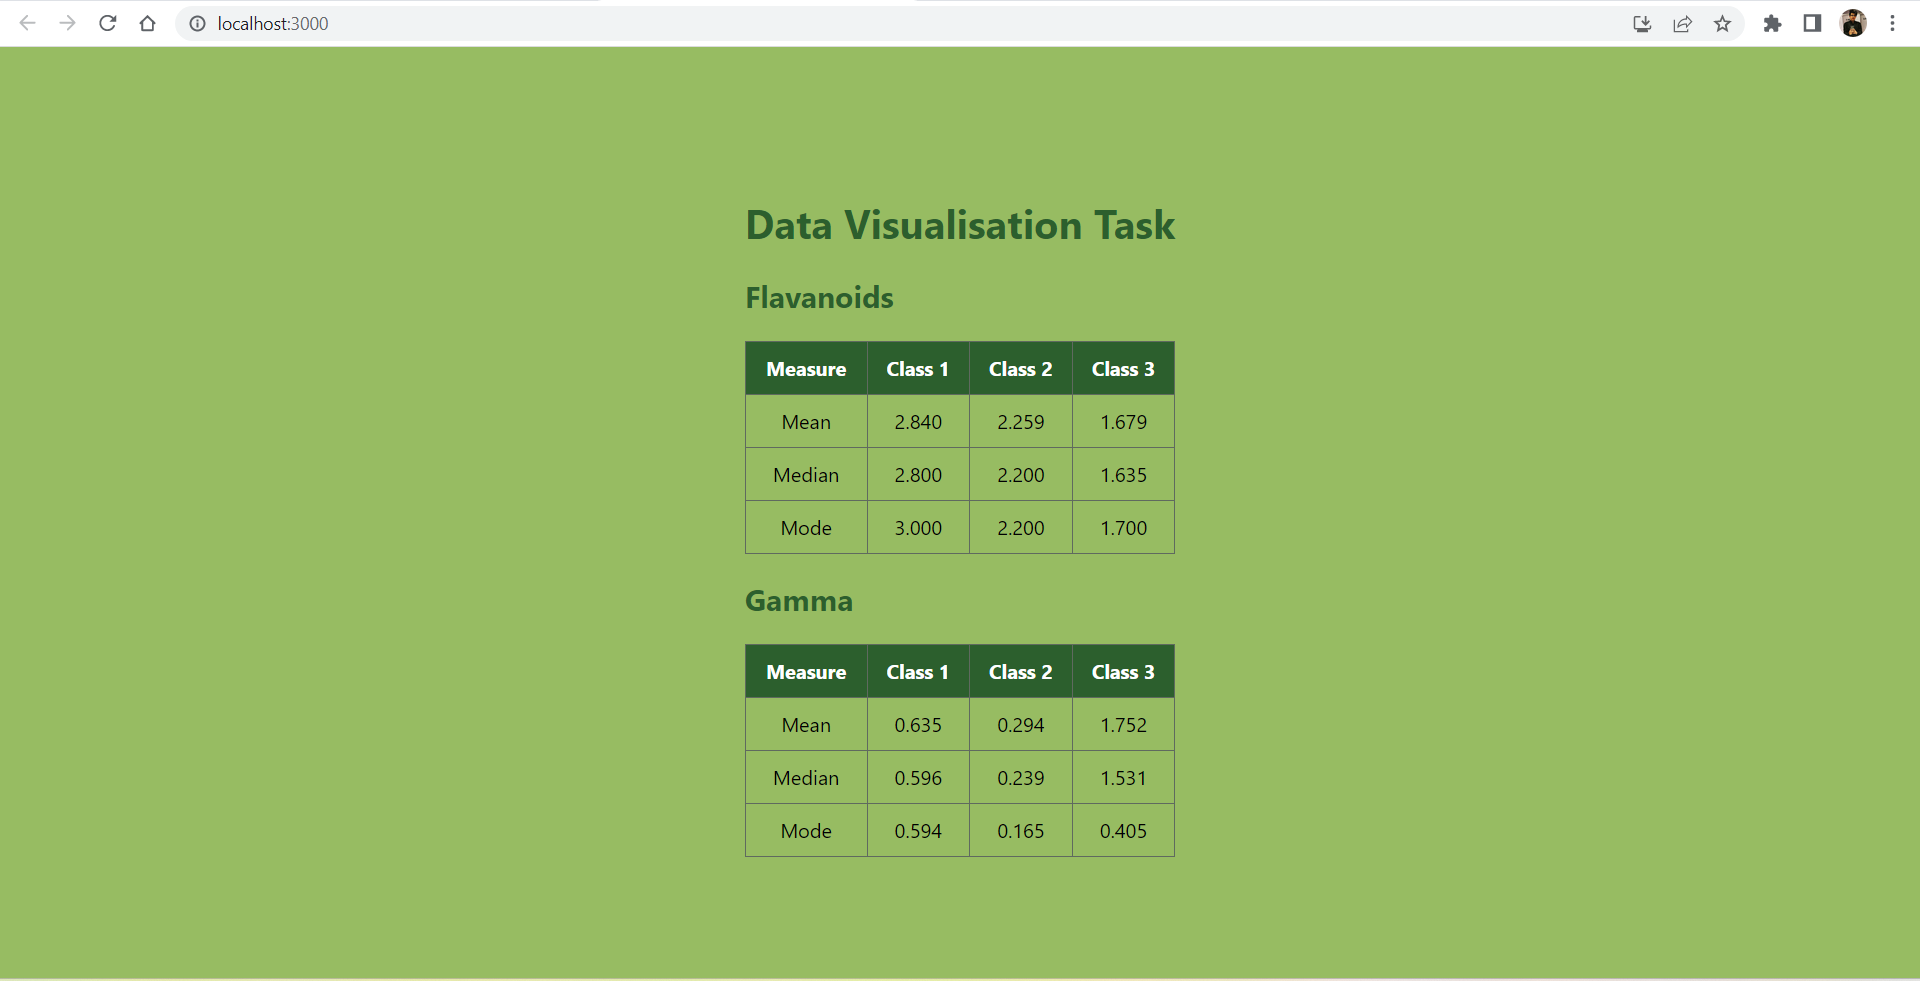 localhost:3000
Data Visualisation Task
Flavanoids
Measure Class 1 Class 2 Class 3
Mean 2.840 2.259 1.679
Median 2.800 2.200 1.635
Mode 3.000 2.200 1.700
Gamma
Measure Class 1 Class 2 Class 3
Mean 0.635 0.294 1.752
Median 0.596 0.239 1.531
Mode 0.594 0.165 0.405